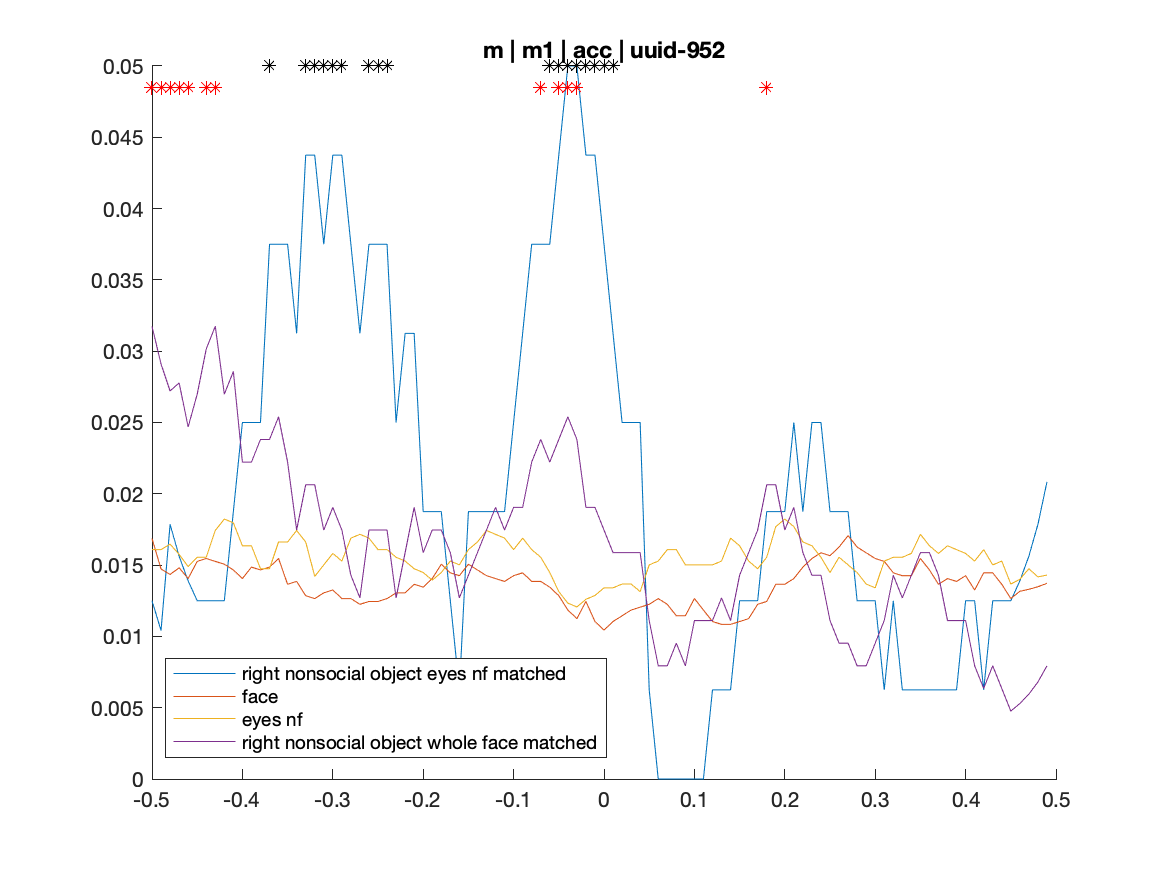 m | m1 | acc | uuid-952
0.05
0.045
0.04
0.035
0.03
0.025
0.02
0.015
0.01
0.005
0
right nonsocial object eyes nf matched
face
eyes nf
right nonsocial object whole face matched
-0.5 -0.4 -0.3 -0.2 -0.1 0 0.1 0.2 0.3 0.4 0.5